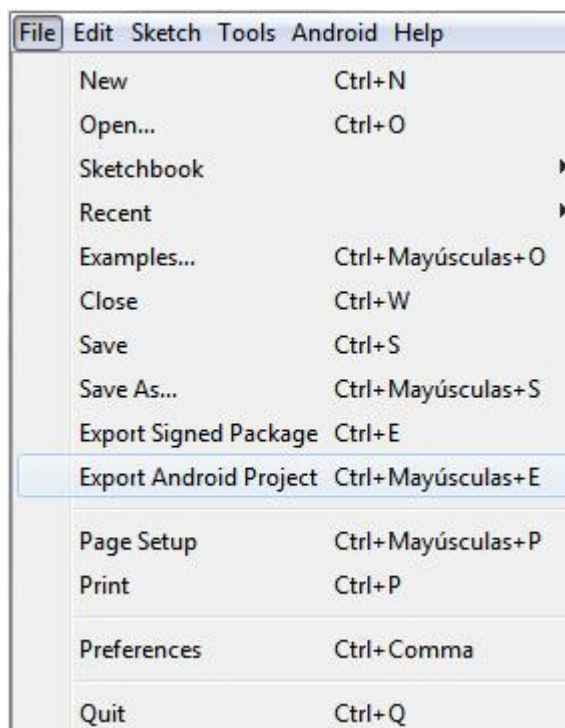 File Edit Sketch Tools Android Help
New Ctrl+N
Open... Ctrl+O
Sketchbook
Recent
Examples... Ctrl+Mayúsculas+O
Close Ctrl+W
Save Ctrl+S
Save As... Ctrl+Mayúsculas+S
Export Signed Package Ctrl+E
Export Android Project Ctrl+Mayúsculas+E
Page Setup Ctrl+Mayúsculas+P
Print Ctrl+P
Preferences Ctrl+Comma
Quit Ctrl+Q